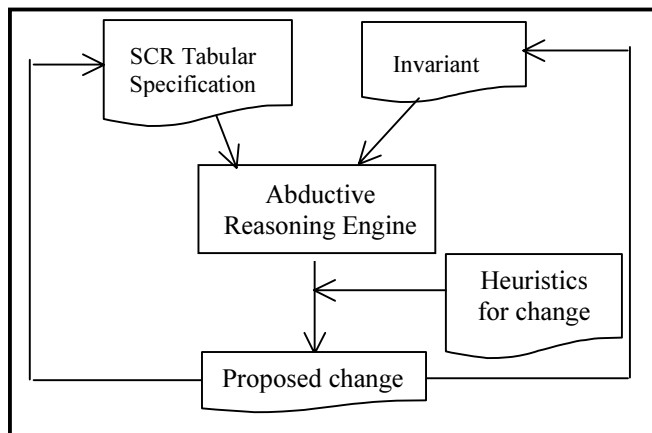 SCR Tabular
Specification
Invariant
Abductive
Reasoning Engine
Heuristics
for change
Proposed change